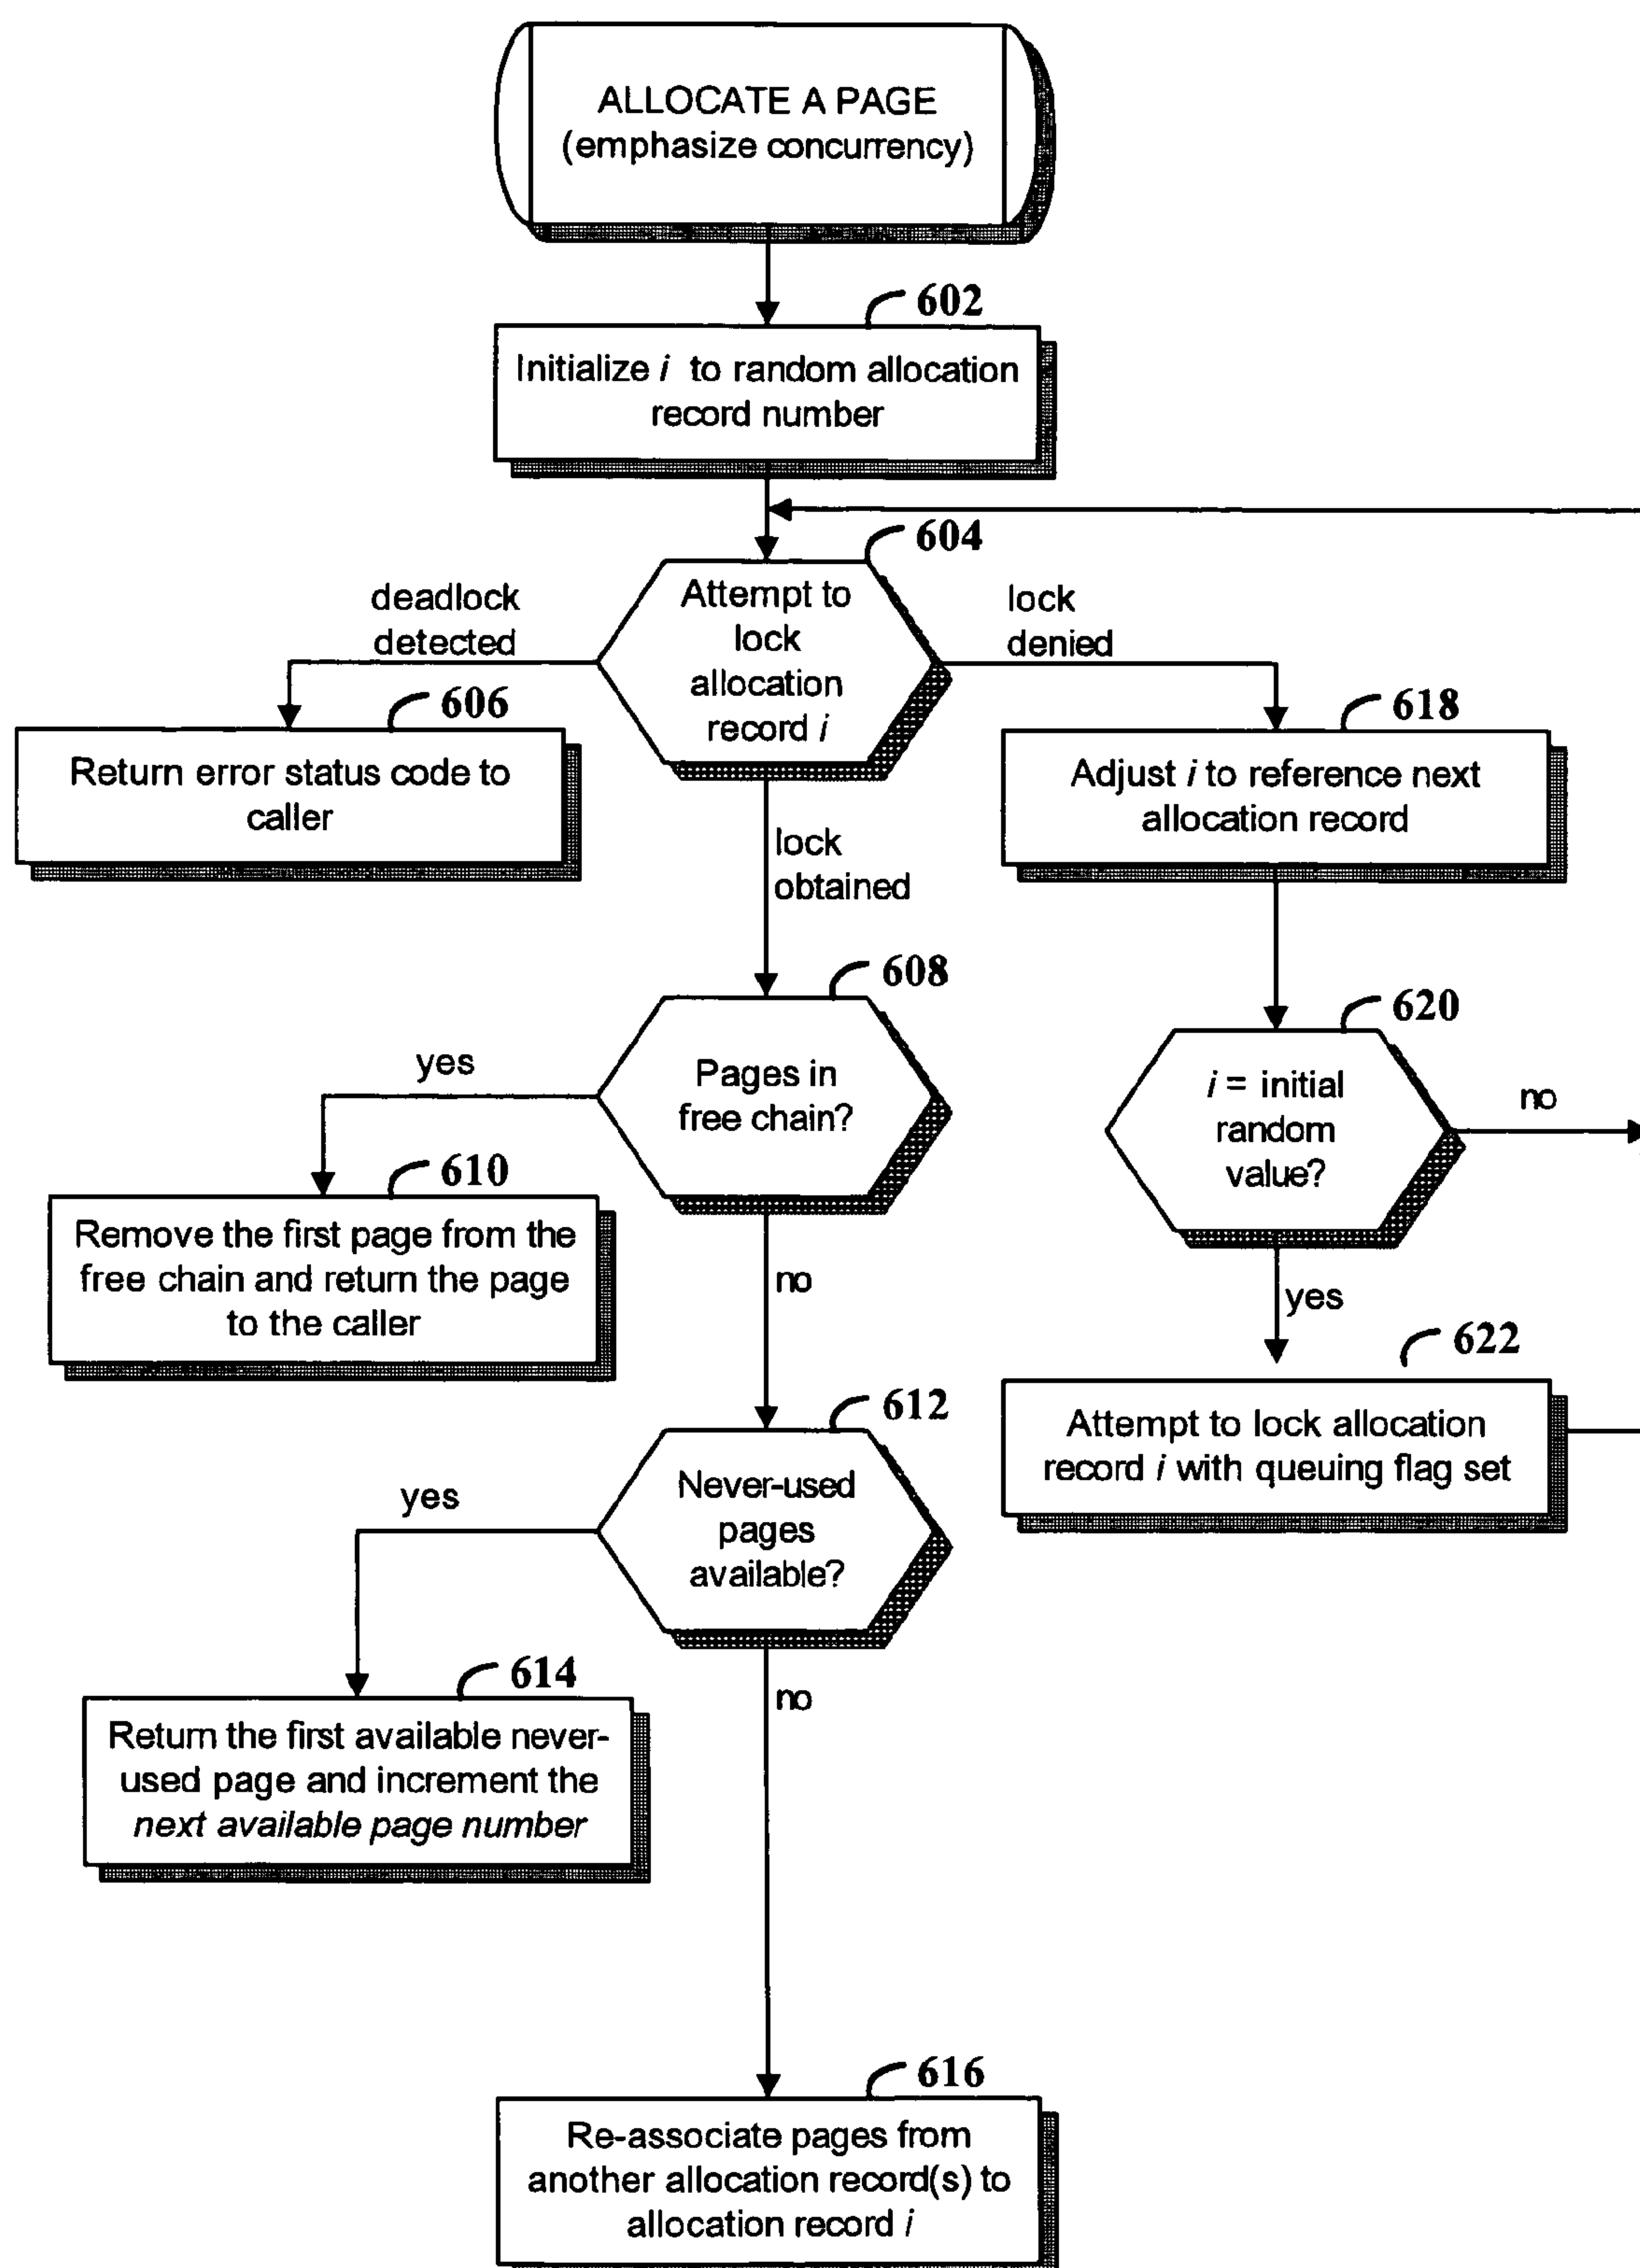 ALLOCATE A PAGE
(emphasize concurrency)
602
Initialize i to random allocation
record number
604
deadlock
detected
Attempt to
lock
allocation
record i
lock
denied
606
Return error status code to
caller
618
Adjust i to reference next
allocation record
lock
obtained
608
Pages in
free chain?
yes
620
i = initial
random
value?
no
610
Remove the first page from the
free chain and return the page
to the caller
no
yes
622
Attempt to lock allocation
record i with queuing flag set
612
Never-used
pages
available?
yes
614
Return the first available never-
used page and increment the
next available page number
no
616
Re-associate pages from
another allocation record(s) to
allocation record i